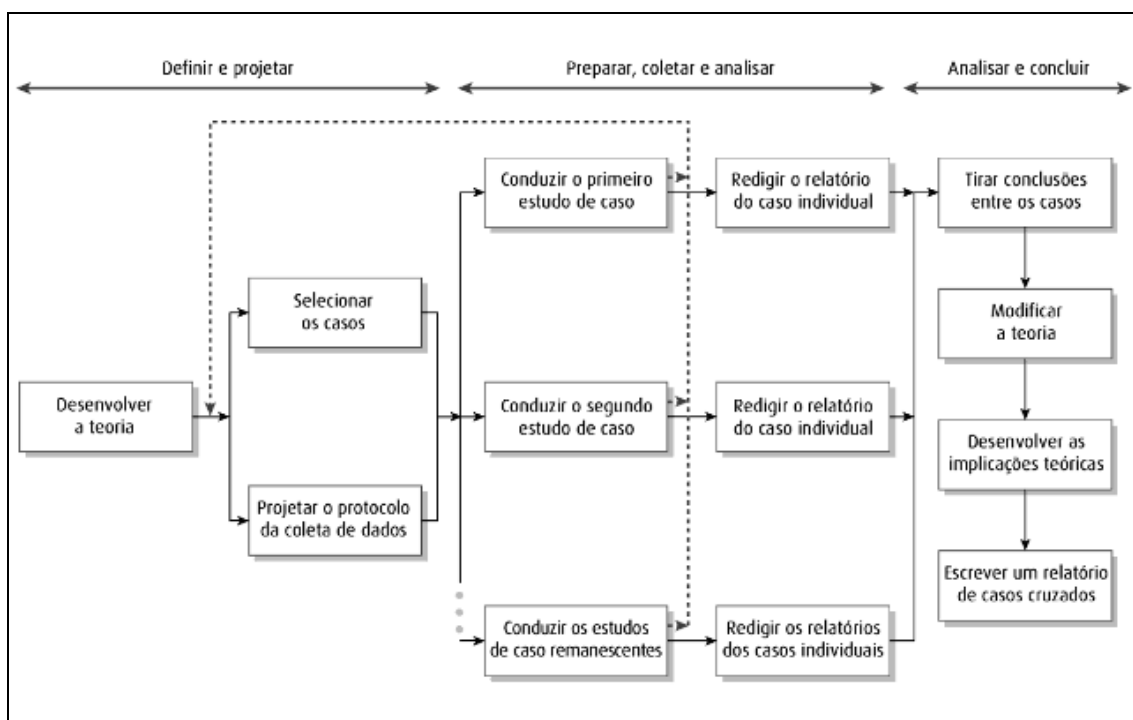 Definir e projetar
Preparar, coletar e analisar
Analisar e concluir
Desenvolver
a teoria
Selecionar
os casos
Projetar o protocolo
da coleta de dados
Conduzir o primeiro
estudo de caso
Redigir o relatório
do caso individual
Conduzir o segundo
estudo de caso
Redigir o relatório
do caso individual
Conduzir os estudos
de caso remanescentes
Redigir os relatórios
dos casos individuais
Tirar conclusões
entre os casos
Modificar
a teoria
Desenvolver as
implicações teóricas
Escrever um relatório
de casos cruzados